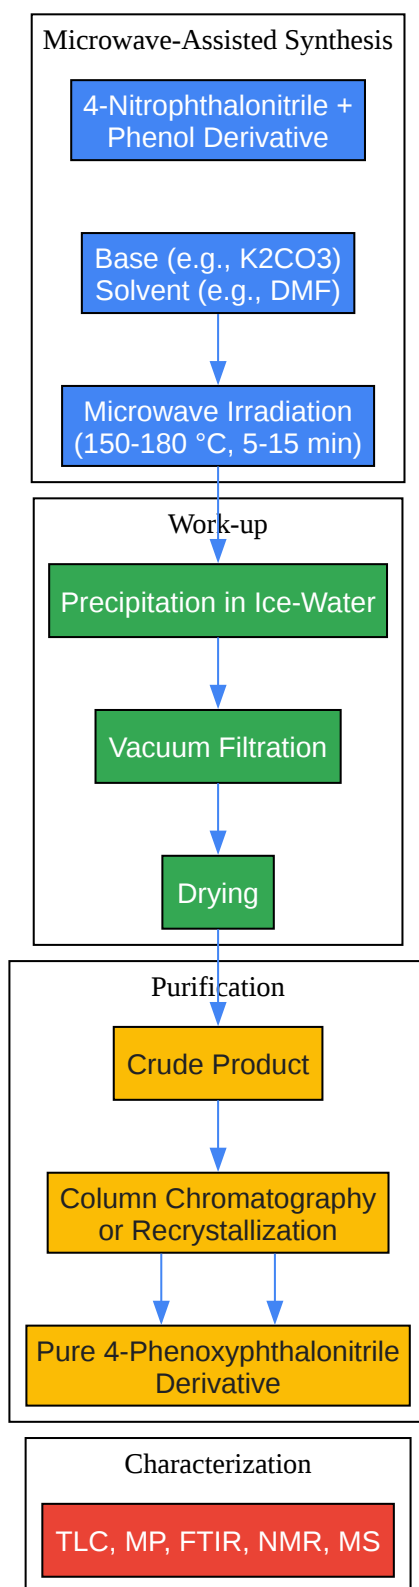 Microwave-Assisted Synthesis
4-Nitrophthalonitrile +
Phenol Derivative
Base (e.g., K2CO3)
Solvent (e.g., DMF)
Microwave Irradiation
(150-180 °C, 5-15 min)
Work-up
Precipitation in Ice-Water
Vacuum Filtration
Drying
Purification
Crude Product
Column Chromatography
or Recrystallization
Pure 4-Phenoxyphthalonitrile
Derivative
Characterization
TLC, MP, FTIR, NMR, MS